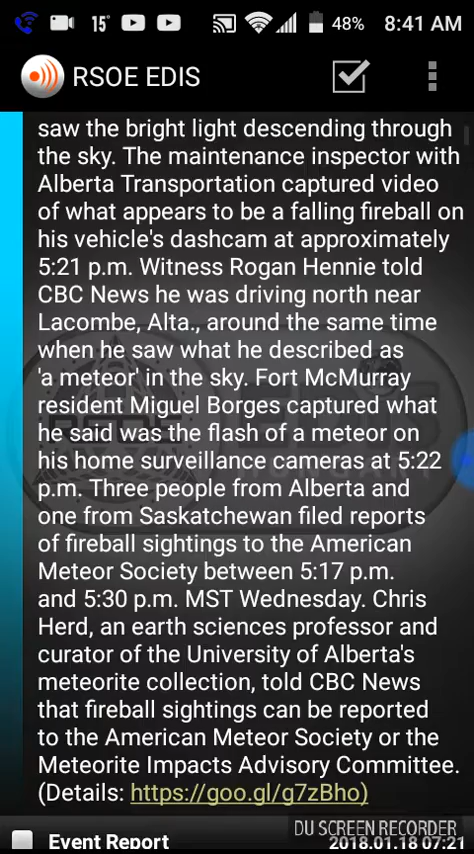 15°
48%
8:41 AM
RSOE EDIS
saw the bright light descending through
the sky. The maintenance inspector with
Alberta Transportation captured video
of what appears to be a falling fireball on
his vehicle's dashcam at approximately
5:21 p.m. Witness Rogan Hennie told
CBC News he was driving north near
Lacombe, Alta., around the same time
when he saw what he described as
'a meteor' in the sky. Fort McMurray
resident Miguel Borges captured what
he said was the flash of a meteor on
his home surveillance cameras at 5:22
p.m. Three people from Alberta and
one from Saskatchewan filed reports
of fireball sightings to the American
Meteor Society between 5:17 p.m.
and 5:30 p.m. MST Wednesday. Chris
Herd, an earth sciences professor and
curator of the University of Alberta's
meteorite collection, told CBC News
that fireball sightings can be reported
to the American Meteor Society or the
Meteorite Impacts Advisory Committee.
(Details: https://goo.gl/g7zBho)
DU SCREEN RECORDER
Event Report
2018.01.18 07:21